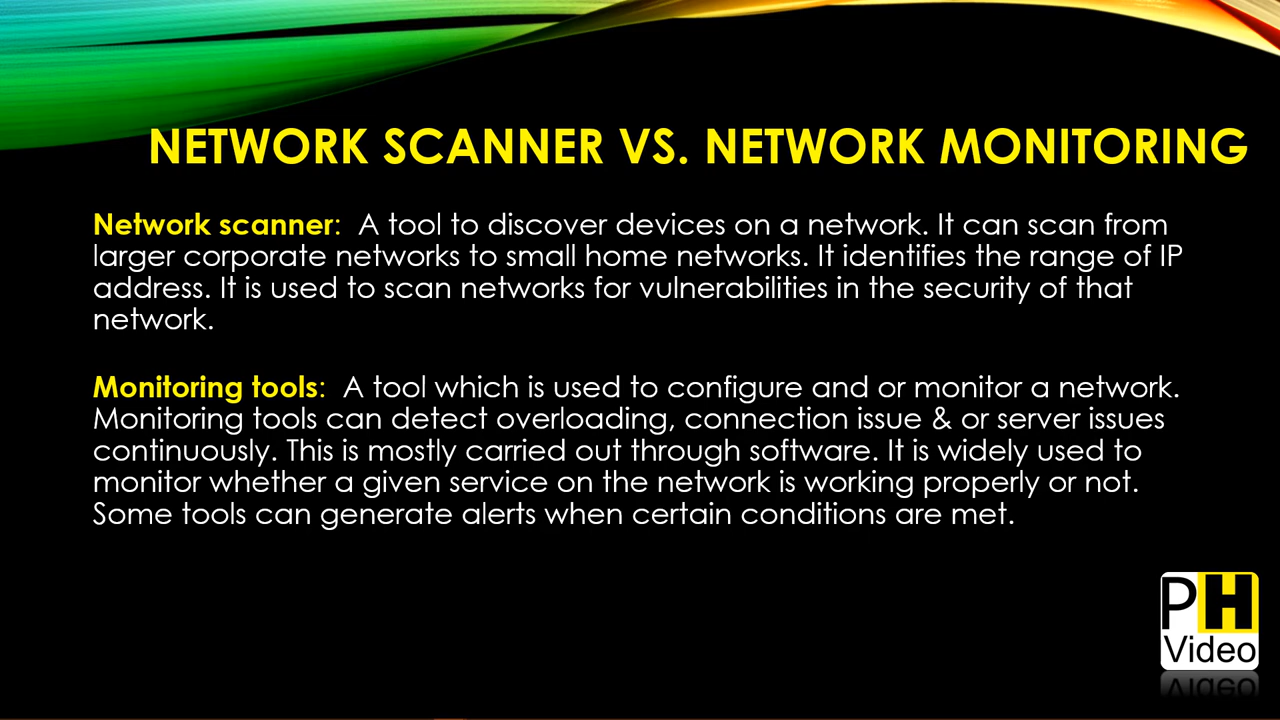 NETWORK SCANNER VS. NETWORK MONITORING
Network scanner:  A tool to discover devices on a network. It can scan from
larger corporate networks to small home networks. It identifies the range of IP
address. It is used to scan networks for vulnerabilities in the security of that
network.
Monitoring tools:  A tool which is used to configure and or monitor a network.
Monitoring tools can detect overloading, connection issue & or server issues
continuously. This is mostly carried out through software. It is widely used to
monitor whether a given service on the network is working properly or not.
Some tools can generate alerts when certain conditions are met.
PH
Video